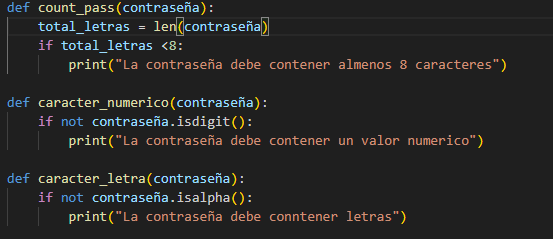 def count_pass(contraseña):
total_letras = len(contraseña)
if total_letras <8:
print("La contraseña debe contener almenos 8 caracteres")
def caracter_numerico(contraseña):
if not contraseña.isdigit():
print("La contraseña debe contener un valor numerico")
def caracter_letra(contraseña):
if not contraseña.isalpha():
print("La contraseña debe conntener letras")